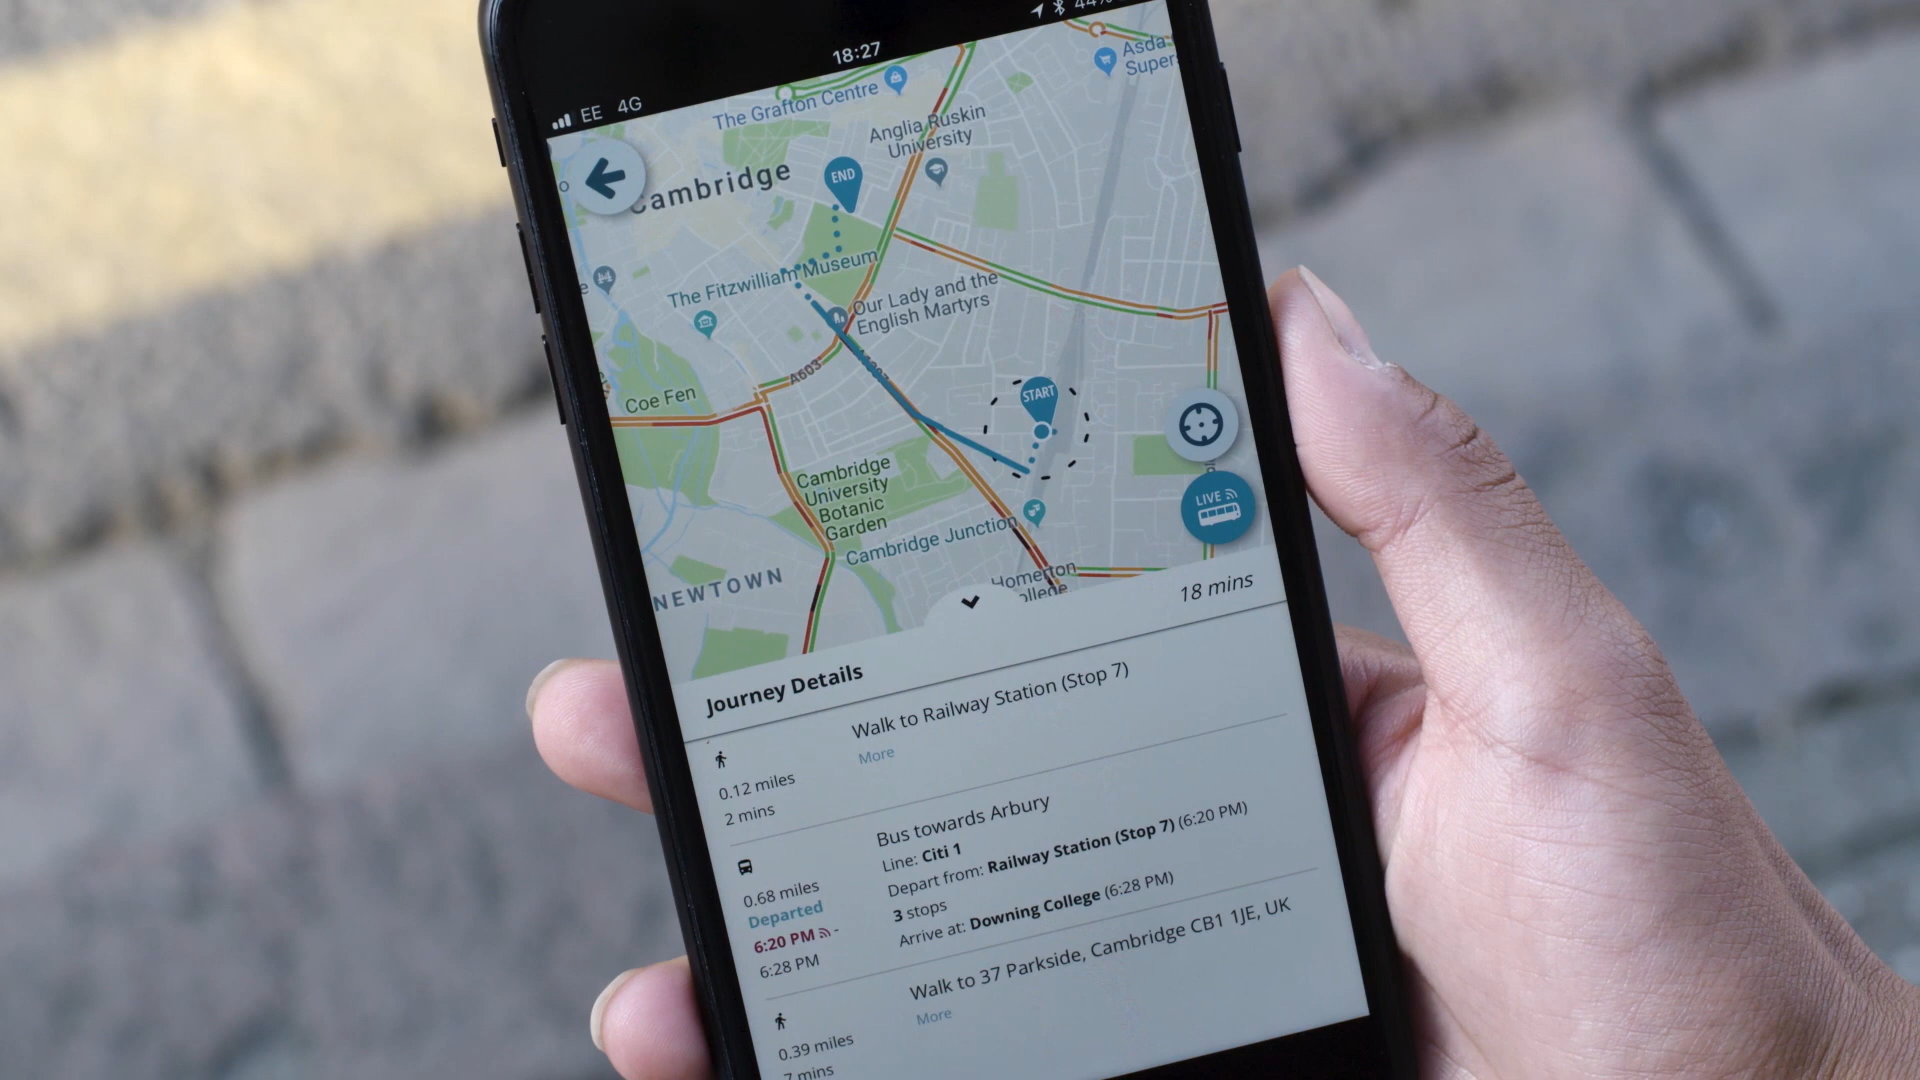 44%
18:27
EE 4G
Asda
Super
The Grafton Centre
Anglia Ruskin
University
Cambridge
END
The Fitzwilliam Museum
Our Lady and the
English Martyrs
A603
START
Coe Fen
Cambridge
University
Botanic
Garden
LIVE
Cambridge Junction
NEWTOWN
Homerton
ollege
18 mins
Journey Details
Walk to Railway Station (Stop 7)
More
0.12 miles
2 mins
Bus towards Arbury
Line: Citi 1
Depart from: Railway Station (Stop 7) (6:20 PM)
3 stops
Arrive at: Downing College (6:28 PM)
0.68 miles
Departed
6:20 PM -
6:28 PM
Walk to 37 Parkside, Cambridge CB1 1JE, UK
More
0.39 miles
7 mins